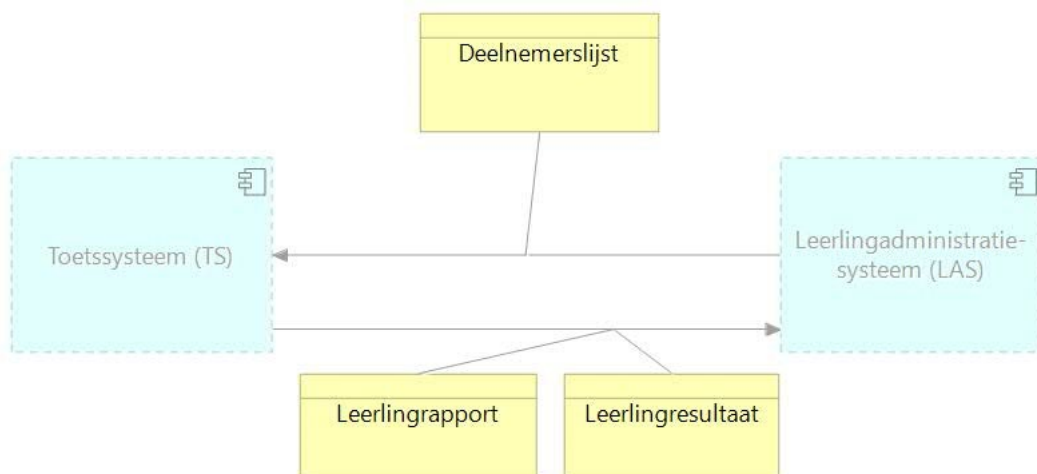 Deelnemerslijst
Toetssysteem (TS)
Leerlingadministratie-
systeem (LAS)
Leerlingrapport
Leerlingresultaat